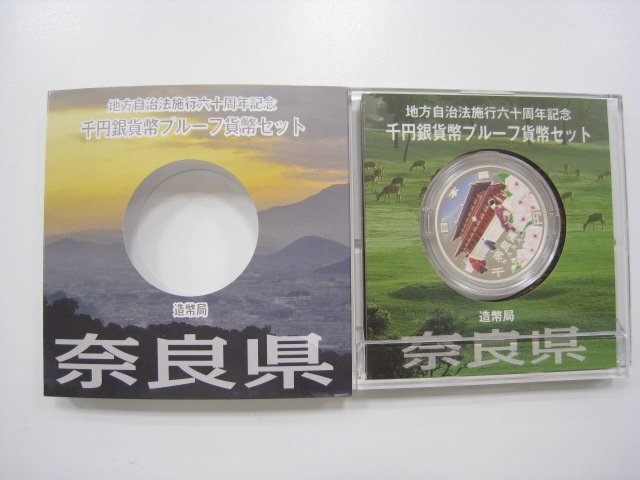 地方自治法施行六十周年記念
千円銀貨幣プルーフ貨幣セット
造幣局
奈良県
地方自治法施行六十周年記念
千円銀貨幣プルーフ貨幣セット
日本国
造幣局
奈良県